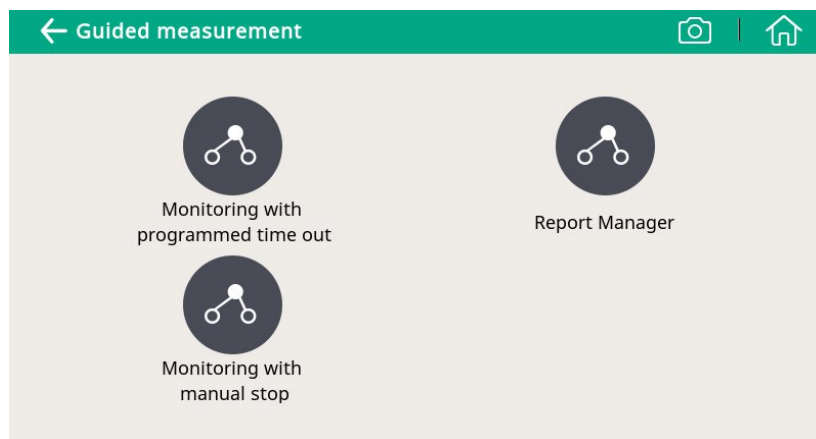 Guided measurement
Monitoring with
programmed time out
Report Manager
Monitoring with
manual stop